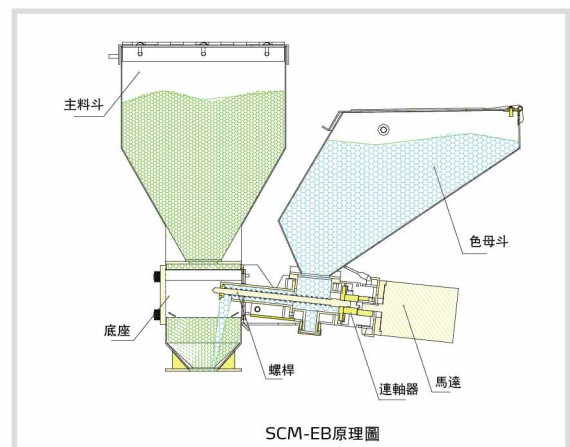 主料斗
色母斗
底座
螺桿
連軸器
馬達
SCM-EB原理圖